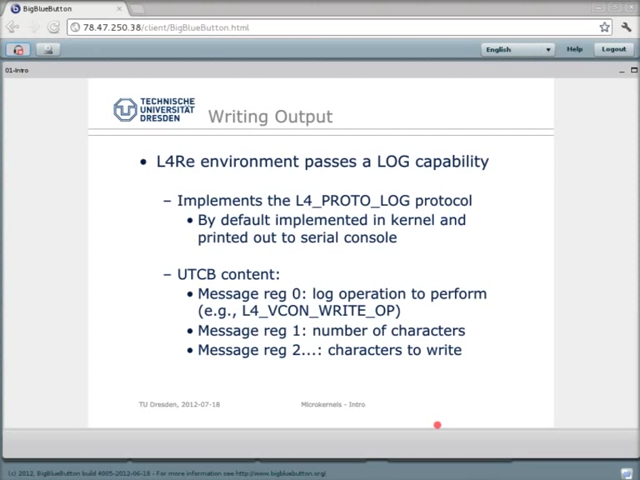 BigBlueButton
78.47.250.38/client/BigBlueButton.html
English
Help
Logout
01-Intro
TECHNISCHE
UNIVERSITÄT
DRESDEN
Writing Output
• L4Re environment passes a LOG capability
– Implements the L4_PROTO_LOG protocol
• By default implemented in kernel and
printed out to serial console
– UTCB content:
• Message reg 0: log operation to perform
(e.g., L4_VCON_WRITE_OP)
• Message reg 1: number of characters
• Message reg 2...: characters to write
TU Dresden, 2012-07-18
Microkernels - Intro
(c) 2012, BigBlueButton build 4005-2012-06-18 - For more information see http://www.bigbluebutton.org/